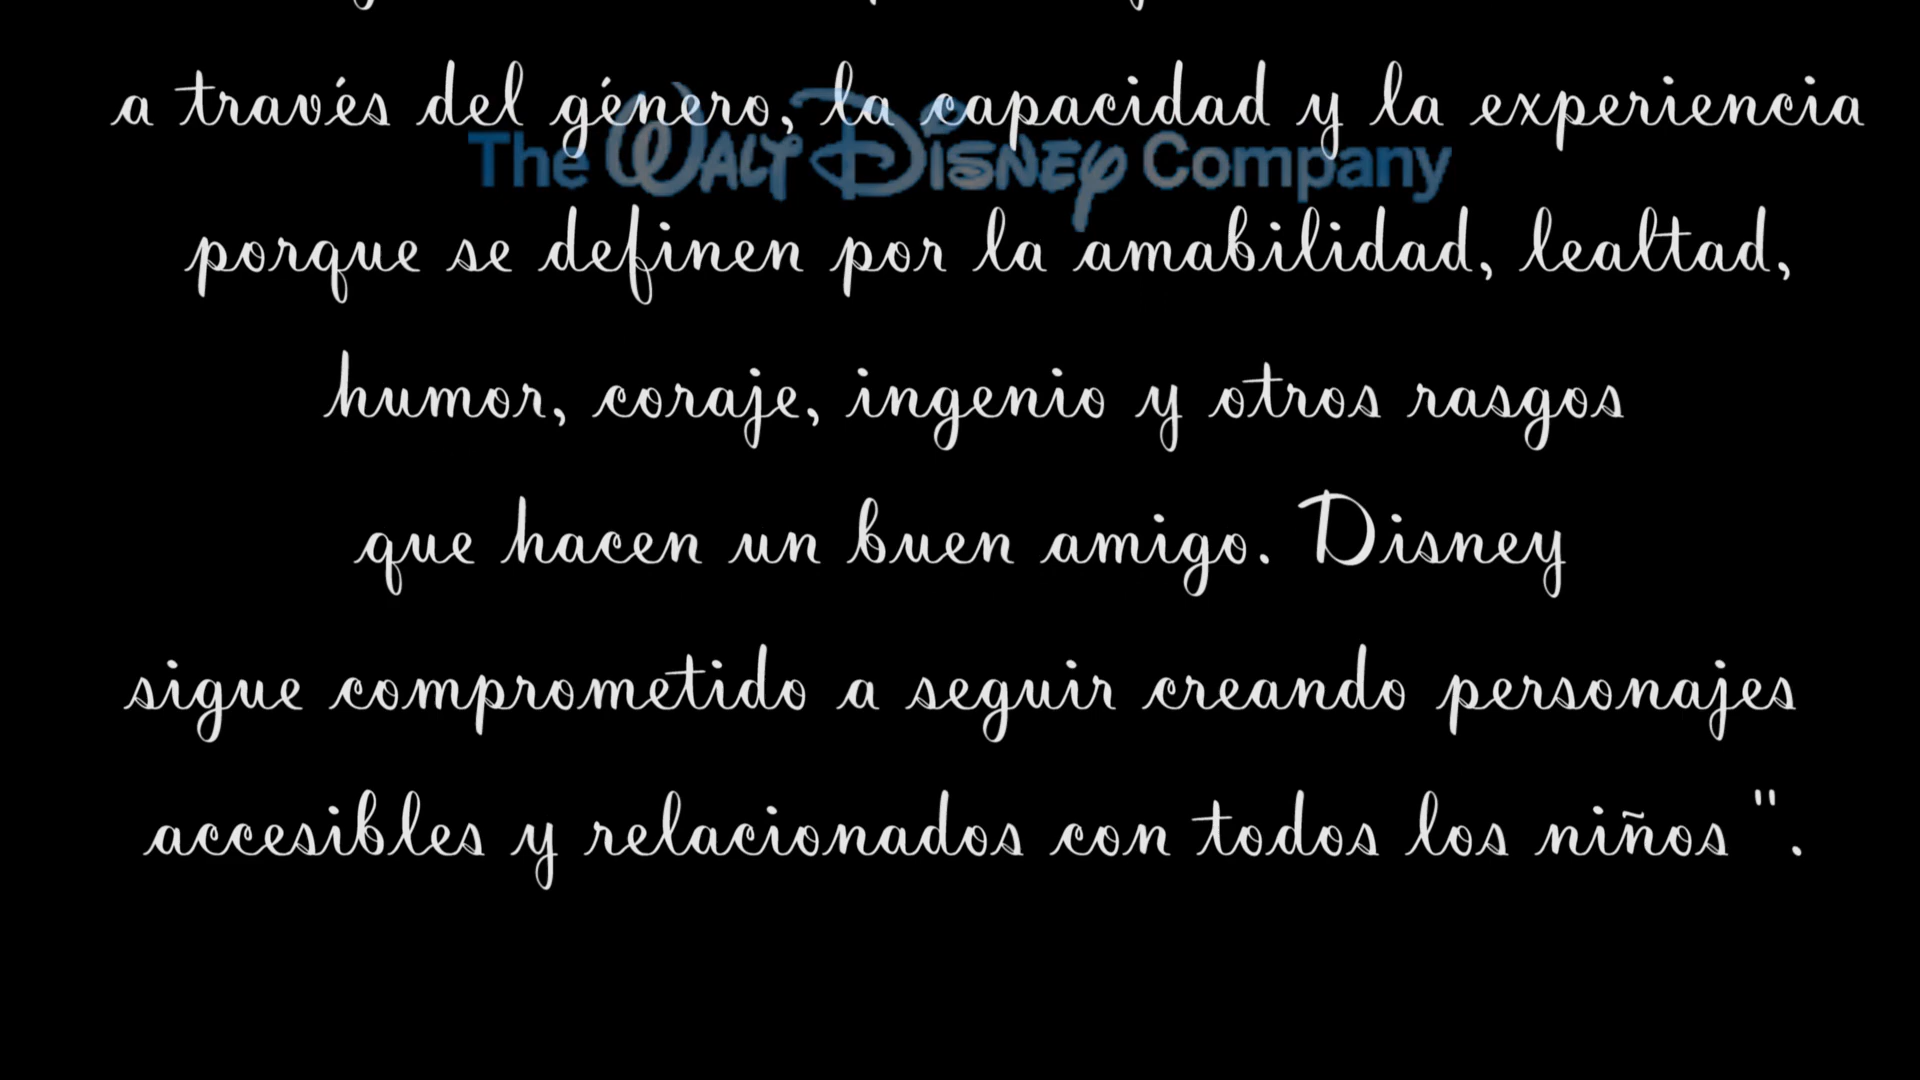 a través del género, la capacidad y la experiencia
The Walt Disney Company
porque se definen por la amabilidad, lealtad,
humor, coraje, ingenio y otros rasgos
que hacen un buen amigo. Disney
sigue comprometido a seguir creando personajes
accesibles y relacionados con todos los niños ".